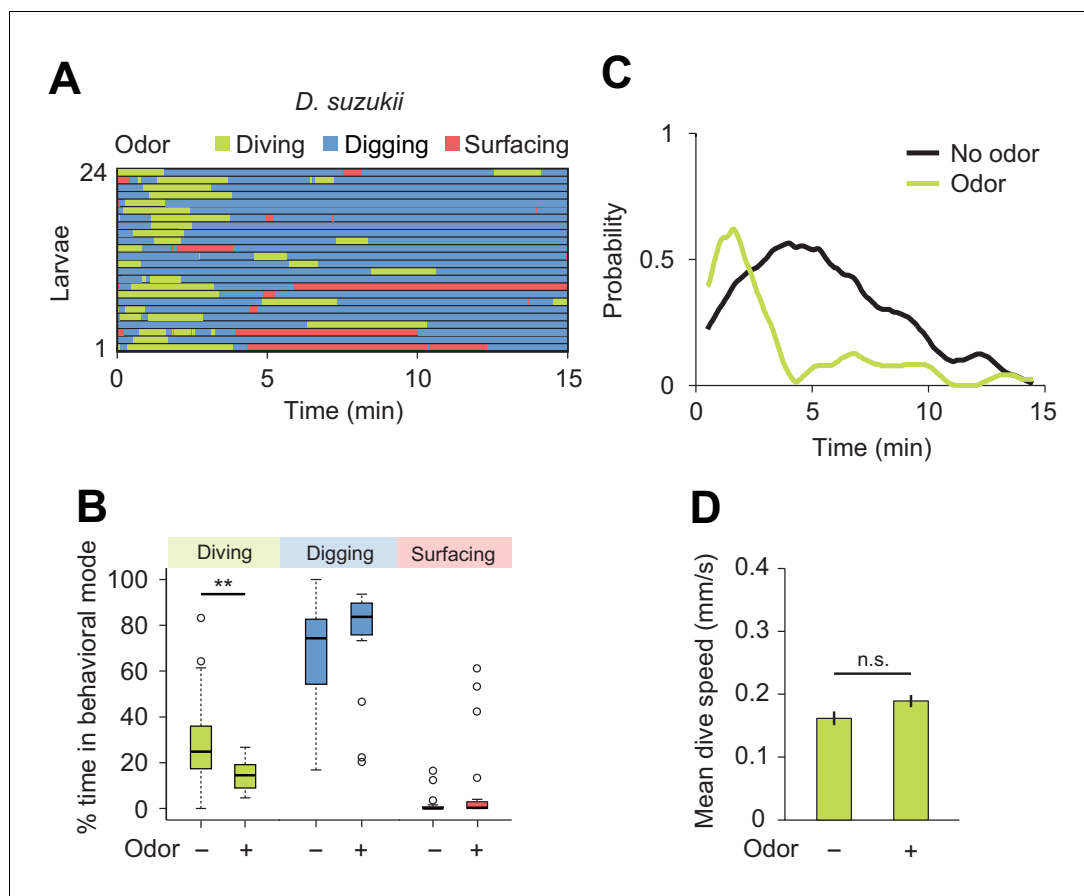 A
D. suzukii
Odor Diving Digging Surfacing
24
Larvae
1
0 5 10 15
Time (min)
C
1
No odor
Odor
Probability
0.5
0
0 5 10 15
Time (min)
B
Diving Digging Surfacing
% time in behavioral mode
100
**
80
60
40
20
0
Odor – + – + – +
D
Mean dive speed (mm/s)
0.4
0.3
n.s.
0.2
0.1
0
Odor – +